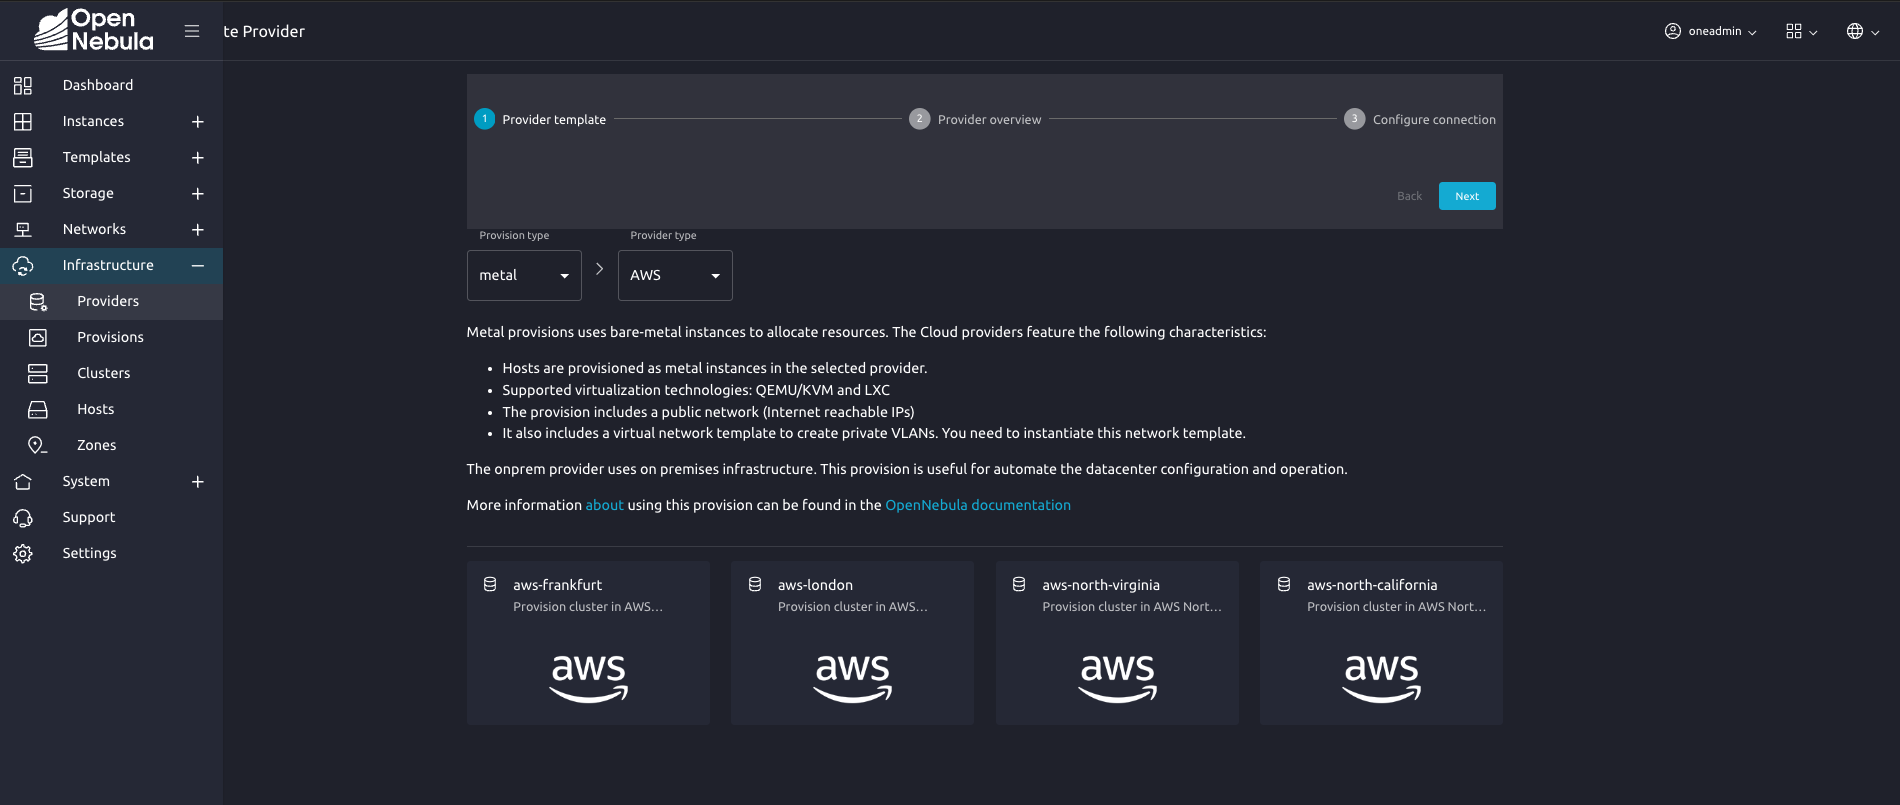 Open
Nebula
te Provider
oneadmin
Dashboard
Instances
Templates
Storage
Networks
Infrastructure
Providers
Provisions
Clusters
Hosts
Zones
System
Support
Settings
1 Provider template
2 Provider overview
3 Configure connection
Back
Next
Provision type
Provider type
metal
AWS
Metal provisions uses bare-metal instances to allocate resources. The Cloud providers feature the following characteristics:
• Hosts are provisioned as metal instances in the selected provider.
• Supported virtualization technologies: QEMU/KVM and LXC
• The provision includes a public network (Internet reachable IPs)
• It also includes a virtual network template to create private VLANs. You need to instantiate this network template.
The onprem provider uses on premises infrastructure. This provision is useful for automate the datacenter configuration and operation.
More information about using this provision can be found in the OpenNebula documentation
aws-frankfurt
Provision cluster in AWS...
aws
aws-london
Provision cluster in AWS...
aws
aws-north-virginia
Provision cluster in AWS Nort...
aws
aws-north-california
Provision cluster in AWS Nort...
aws